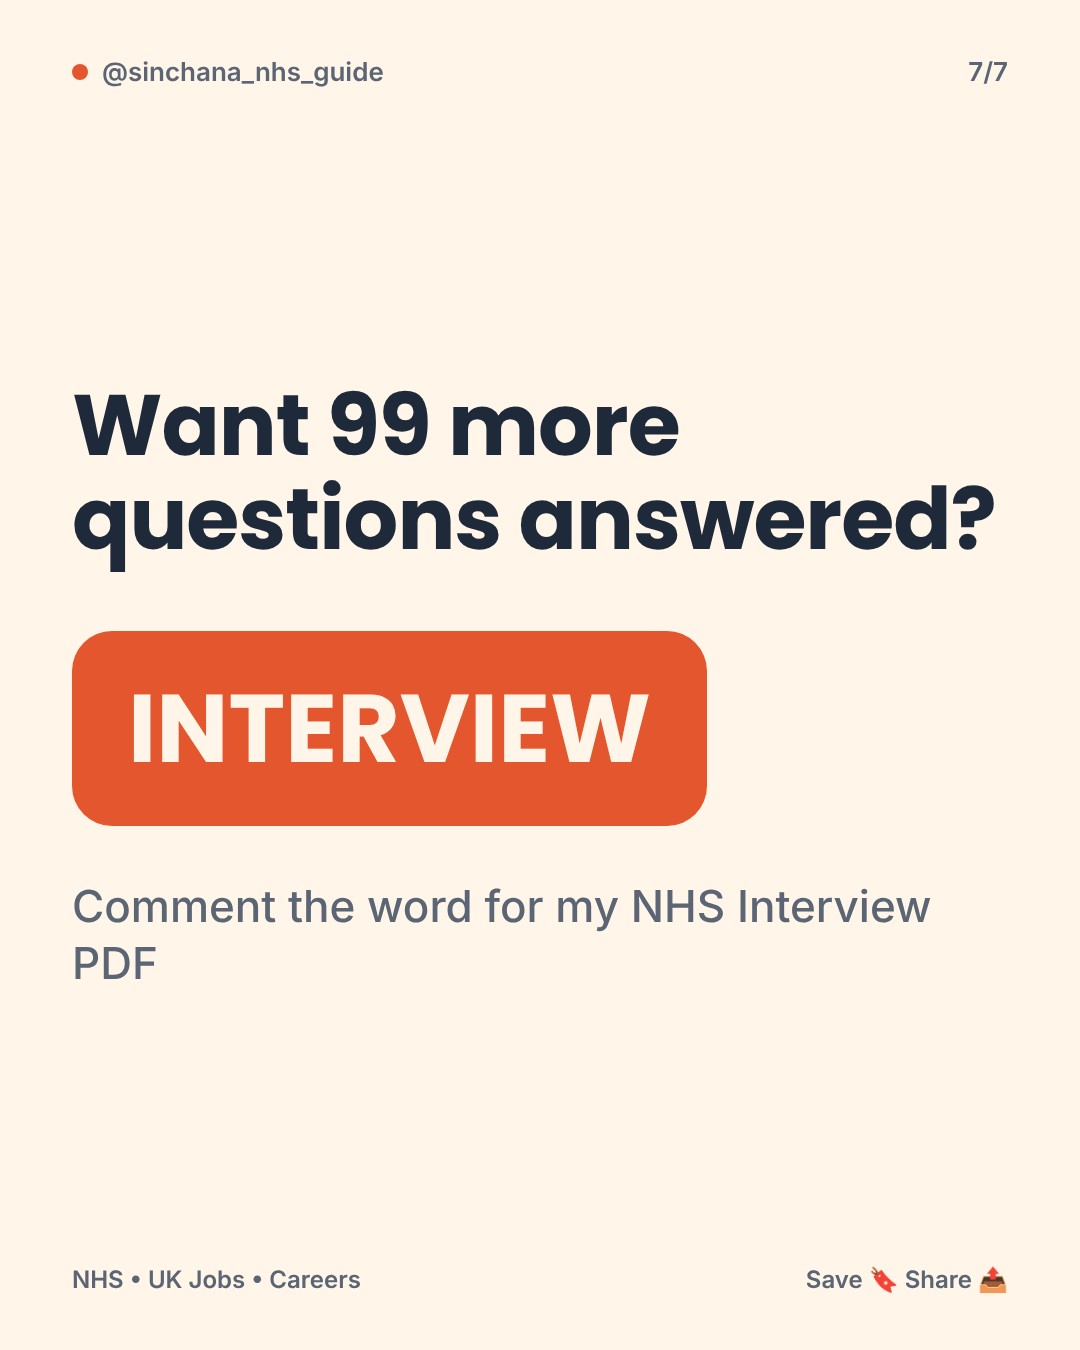 @sinchana_nhs_guide
7/7
Want 99 more
questions answered?
INTERVIEW
Comment the word for my NHS Interview
PDF
NHS • UK Jobs • Careers
Save 🔖 Share 📤